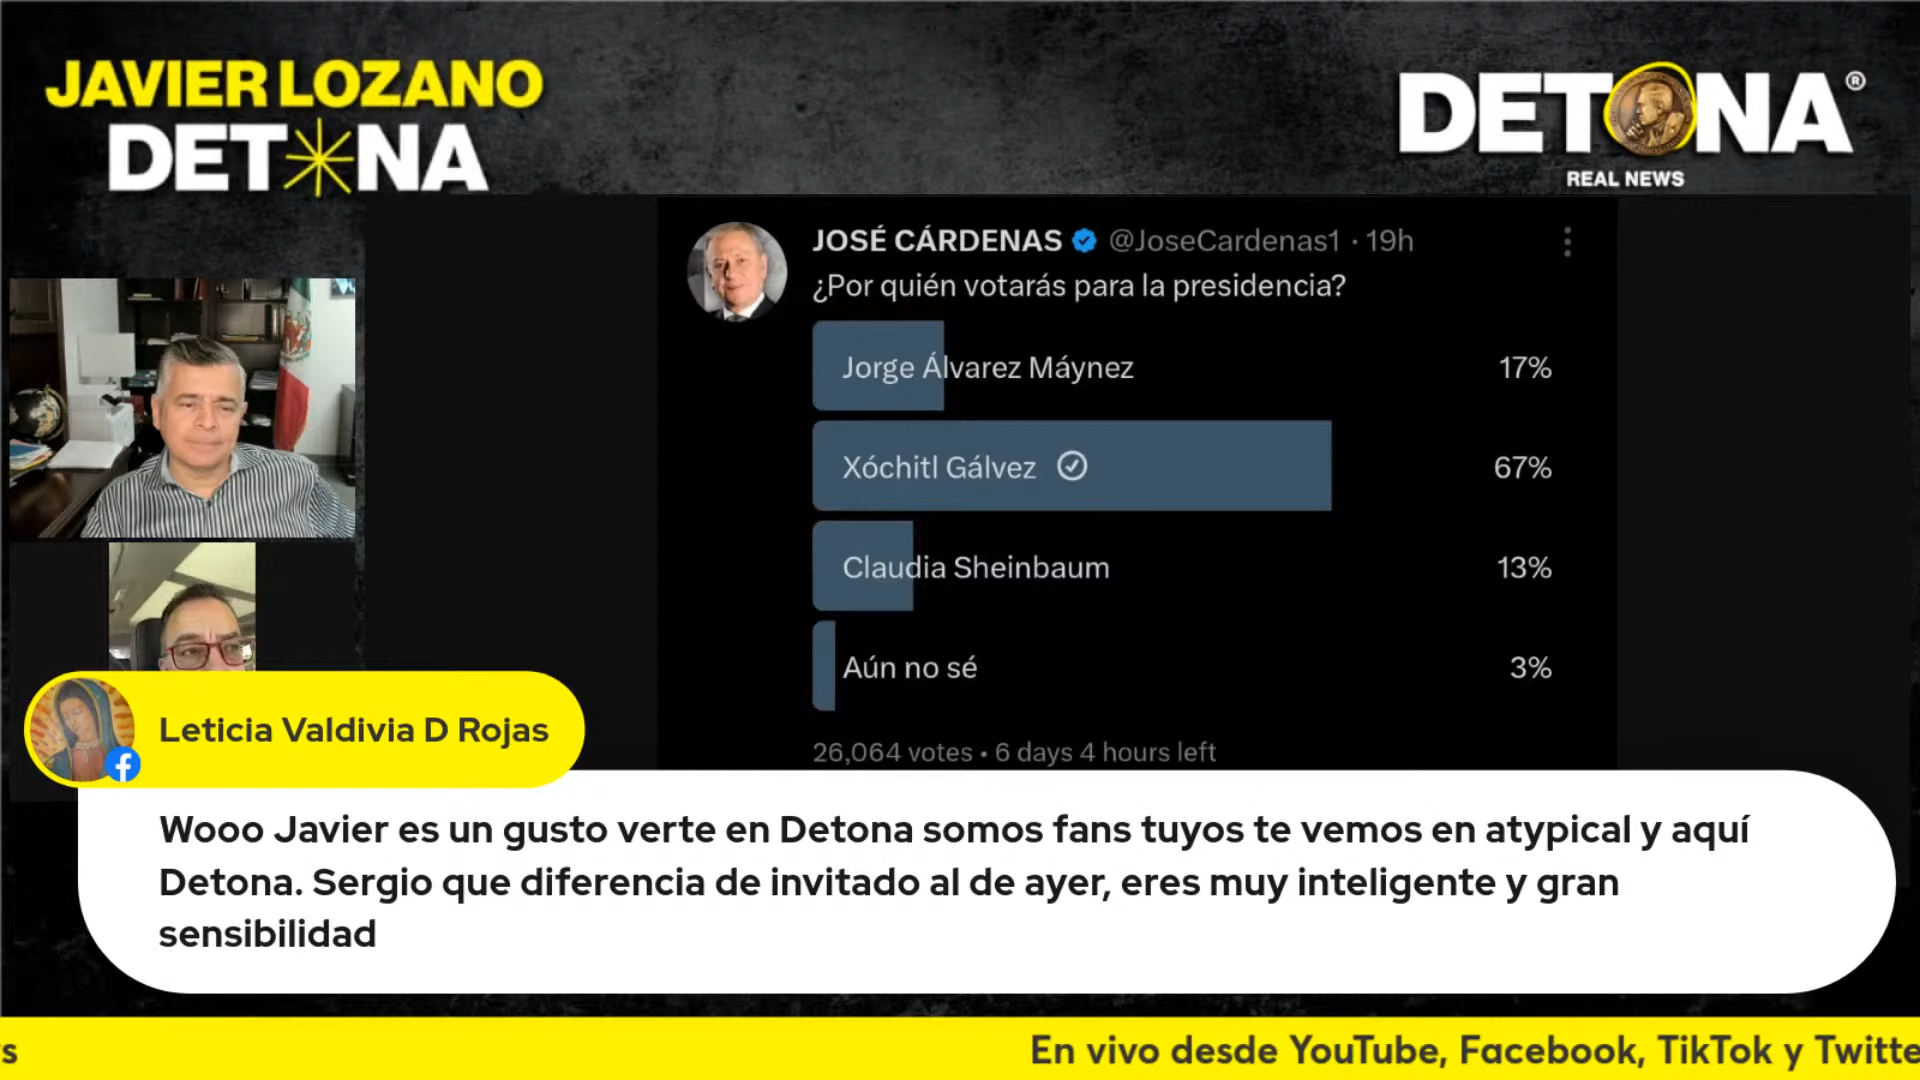 JAVIER LOZANO
DETONA
DETONA®
REAL NEWS
JOSÉ CÁRDENAS @JoseCardenas1 · 19h
¿Por quién votarás para la presidencia?
Jorge Álvarez Máynez 17%
Xóchitl Gálvez 67%
Claudia Sheinbaum 13%
Aún no sé 3%
26,064 votes • 6 days 4 hours left
Leticia Valdivia D Rojas
Wooo Javier es un gusto verte en Detona somos fans tuyos te vemos en atypical y aquí
Detona. Sergio que diferencia de invitado al de ayer, eres muy inteligente y gran
sensibilidad
En vivo desde YouTube, Facebook, TikTok y Twitte